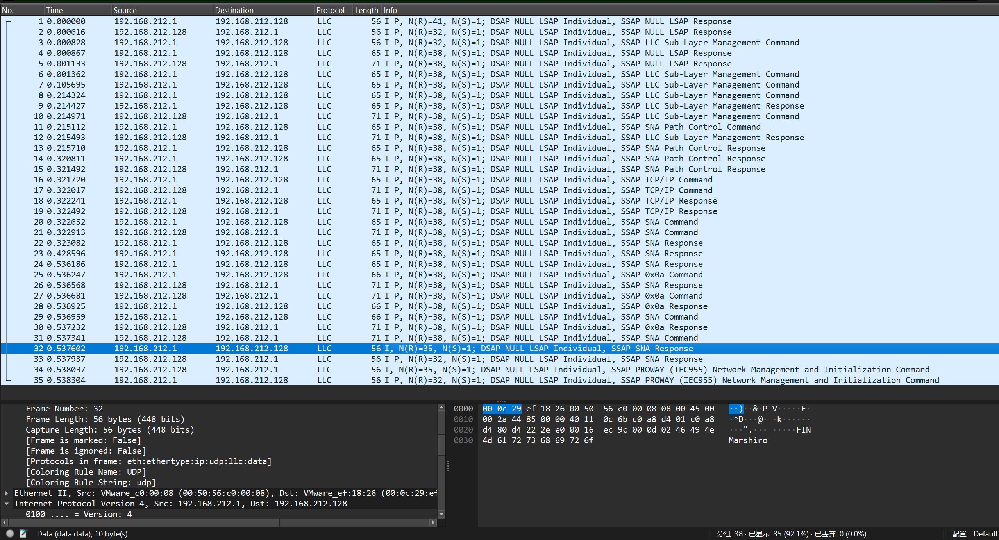 No. Time Source Destination Protocol Length Info
1 0.000000 192.168.212.1 192.168.212.128 LLC 56 I P, N(R)=41, N(S)=1; DSAP NULL LSAP Individual, SSAP NULL LSAP Response
2 0.000616 192.168.212.128 192.168.212.1 LLC 56 I P, N(R)=32, N(S)=1; DSAP NULL LSAP Individual, SSAP NULL LSAP Response
3 0.000828 192.168.212.1 192.168.212.128 LLC 56 I P, N(R)=32, N(S)=1; DSAP NULL LSAP Individual, SSAP LLC Sub-Layer Management Command
4 0.000867 192.168.212.1 192.168.212.128 LLC 65 I P, N(R)=38, N(S)=1; DSAP NULL LSAP Individual, SSAP NULL LSAP Response
5 0.001133 192.168.212.128 192.168.212.1 LLC 71 I P, N(R)=38, N(S)=1; DSAP NULL LSAP Individual, SSAP NULL LSAP Response
6 0.001362 192.168.212.1 192.168.212.128 LLC 65 I P, N(R)=38, N(S)=1; DSAP NULL LSAP Individual, SSAP LLC Sub-Layer Management Command
7 0.105695 192.168.212.1 192.168.212.128 LLC 65 I P, N(R)=38, N(S)=1; DSAP NULL LSAP Individual, SSAP LLC Sub-Layer Management Command
8 0.214324 192.168.212.1 192.168.212.128 LLC 65 I P, N(R)=38, N(S)=1; DSAP NULL LSAP Individual, SSAP LLC Sub-Layer Management Command
9 0.214427 192.168.212.1 192.168.212.128 LLC 65 I P, N(R)=38, N(S)=1; DSAP NULL LSAP Individual, SSAP LLC Sub-Layer Management Response
10 0.214971 192.168.212.128 192.168.212.1 LLC 71 I P, N(R)=38, N(S)=1; DSAP NULL LSAP Individual, SSAP LLC Sub-Layer Management Command
11 0.215112 192.168.212.1 192.168.212.128 LLC 65 I P, N(R)=38, N(S)=1; DSAP NULL LSAP Individual, SSAP SNA Path Control Command
12 0.215493 192.168.212.128 192.168.212.1 LLC 71 I P, N(R)=38, N(S)=1; DSAP NULL LSAP Individual, SSAP LLC Sub-Layer Management Response
13 0.215710 192.168.212.1 192.168.212.128 LLC 65 I P, N(R)=38, N(S)=1; DSAP NULL LSAP Individual, SSAP SNA Path Control Response
14 0.320811 192.168.212.1 192.168.212.128 LLC 65 I P, N(R)=38, N(S)=1; DSAP NULL LSAP Individual, SSAP SNA Path Control Response
15 0.321492 192.168.212.128 192.168.212.1 LLC 71 I P, N(R)=38, N(S)=1; DSAP NULL LSAP Individual, SSAP SNA Path Control Response
16 0.321720 192.168.212.1 192.168.212.128 LLC 65 I P, N(R)=38, N(S)=1; DSAP NULL LSAP Individual, SSAP TCP/IP Command
17 0.322017 192.168.212.128 192.168.212.1 LLC 71 I P, N(R)=38, N(S)=1; DSAP NULL LSAP Individual, SSAP TCP/IP Command
18 0.322241 192.168.212.1 192.168.212.128 LLC 65 I P, N(R)=38, N(S)=1; DSAP NULL LSAP Individual, SSAP TCP/IP Response
19 0.322492 192.168.212.128 192.168.212.1 LLC 71 I P, N(R)=38, N(S)=1; DSAP NULL LSAP Individual, SSAP TCP/IP Response
20 0.322652 192.168.212.1 192.168.212.128 LLC 65 I P, N(R)=38, N(S)=1; DSAP NULL LSAP Individual, SSAP SNA Command
21 0.322913 192.168.212.128 192.168.212.1 LLC 71 I P, N(R)=38, N(S)=1; DSAP NULL LSAP Individual, SSAP SNA Command
22 0.323082 192.168.212.1 192.168.212.128 LLC 65 I P, N(R)=38, N(S)=1; DSAP NULL LSAP Individual, SSAP SNA Response
23 0.428596 192.168.212.1 192.168.212.128 LLC 65 I P, N(R)=38, N(S)=1; DSAP NULL LSAP Individual, SSAP SNA Response
24 0.536186 192.168.212.1 192.168.212.128 LLC 65 I P, N(R)=38, N(S)=1; DSAP NULL LSAP Individual, SSAP SNA Response
25 0.536247 192.168.212.1 192.168.212.128 LLC 66 I P, N(R)=38, N(S)=1; DSAP NULL LSAP Individual, SSAP 0x0a Command
26 0.536568 192.168.212.128 192.168.212.1 LLC 71 I P, N(R)=38, N(S)=1; DSAP NULL LSAP Individual, SSAP SNA Response
27 0.536681 192.168.212.128 192.168.212.1 LLC 71 I P, N(R)=38, N(S)=1; DSAP NULL LSAP Individual, SSAP 0x0a Command
28 0.536925 192.168.212.1 192.168.212.128 LLC 66 I P, N(R)=38, N(S)=1; DSAP NULL LSAP Individual, SSAP 0x0a Response
29 0.536959 192.168.212.1 192.168.212.128 LLC 66 I P, N(R)=38, N(S)=1; DSAP NULL LSAP Individual, SSAP SNA Command
30 0.537232 192.168.212.128 192.168.212.1 LLC 71 I P, N(R)=38, N(S)=1; DSAP NULL LSAP Individual, SSAP 0x0a Response
31 0.537341 192.168.212.128 192.168.212.1 LLC 71 I P, N(R)=38, N(S)=1; DSAP NULL LSAP Individual, SSAP SNA Command
32 0.537602 192.168.212.1 192.168.212.128 LLC 56 I, N(R)=35, N(S)=1; DSAP NULL LSAP Individual, SSAP SNA Response
33 0.537937 192.168.212.128 192.168.212.1 LLC 56 I P, N(R)=32, N(S)=1; DSAP NULL LSAP Individual, SSAP SNA Response
34 0.538037 192.168.212.128 192.168.212.1 LLC 56 I, N(R)=35, N(S)=1; DSAP NULL LSAP Individual, SSAP PROWAY (IEC955) Network Management and Initialization Command
35 0.538304 192.168.212.1 192.168.212.128 LLC 56 I P, N(R)=32, N(S)=1; DSAP NULL LSAP Individual, SSAP PROWAY (IEC955) Network Management and Initialization Command
Frame Number: 32
Frame Length: 56 bytes (448 bits)
Capture Length: 56 bytes (448 bits)
[Frame is marked: False]
[Frame is ignored: False]
[Protocols in frame: eth:ethertype:ip:udp:llc:data]
[Coloring Rule Name: UDP]
[Coloring Rule String: udp]
Ethernet II, Src: VMware_c0:00:08 (00:50:56:c0:00:08), Dst: VMware_ef:18:26 (00:0c:29:ef
Internet Protocol Version 4, Src: 192.168.212.1, Dst: 192.168.212.128
0100 .... = Version: 4
0000 00 0c 29 ef 18 26 00 50 56 c0 00 08 08 00 45 00 ··)··&·P V·····E·
0010 00 2a 44 85 00 00 40 11 0c 6b c0 a8 d4 01 c0 a8 ·*D···@· ·k······
0020 d4 80 d4 22 2e e0 00 16 ec 9c 00 0d 02 46 49 4e ···".··· ·····FIN
0030 4d 61 72 73 68 69 72 6f Marshiro
Data (data.data), 10 byte(s)
分组: 38 · 已显示: 35 (92.1%) · 已丢弃: 0 (0.0%)
配置: Default